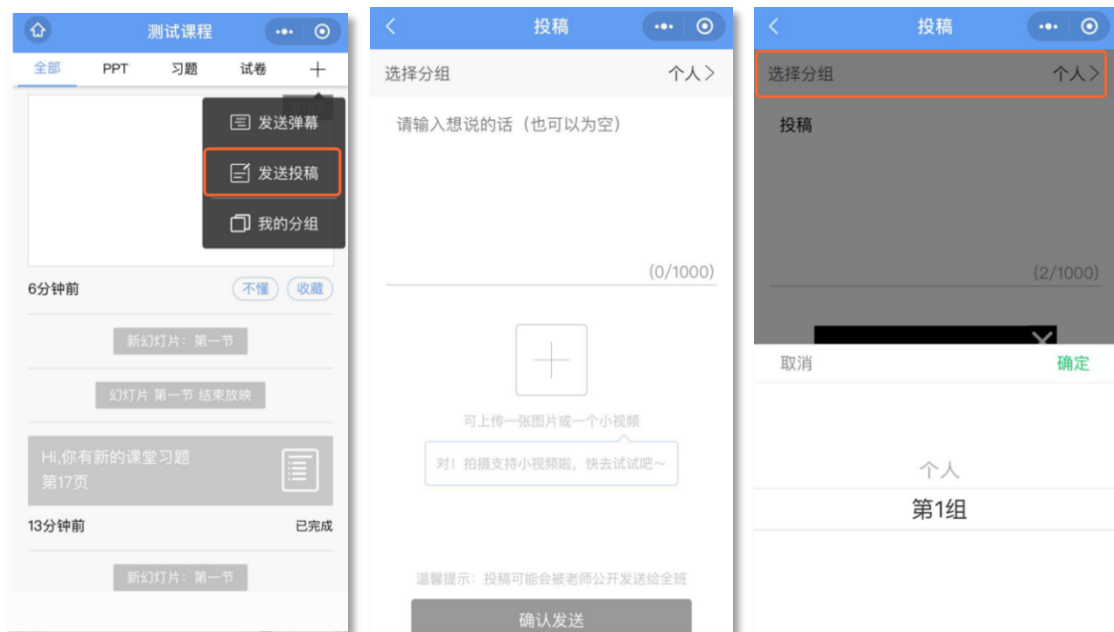 测试课程
全部 PPT 习题 试卷
发送弹幕
发送投稿
我的分组
6分钟前 不懂 收藏
新幻灯片：第一节
幻灯片 第一节 结束放映
Hi,你有新的课堂习题
第17页
13分钟前 已完成
新幻灯片：第一节
投稿
选择分组 个人
请输入想说的话（也可以为空）
(0/1000)
可上传一张图片或一个小视频
对！拍摄支持小视频啦，快去试试吧~
温馨提示：投稿可能会被老师公开发送给全班
确认发送
投稿
选择分组 个人
投稿
(2/1000)
取消 确定
个人
第1组